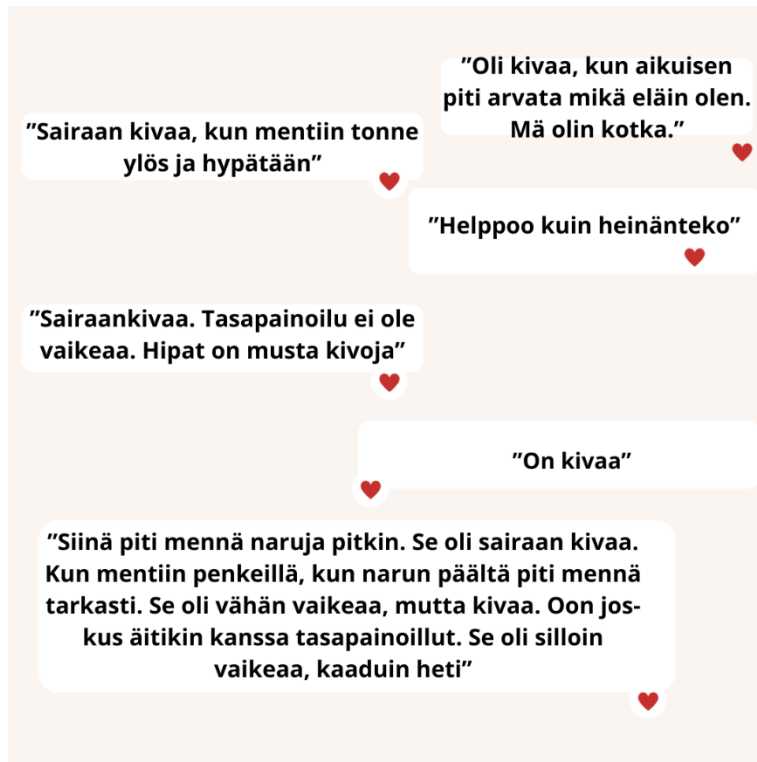 ”Oli kivaa, kun aikuisen
piti arvata mikä eläin olen.
Mä olin kotka.”
”Sairaan kivaa, kun mentiin tonne
ylös ja hypätään”
”Helppoo kuin heinänteko”
”Sairaankivaa. Tasapainoilu ei ole
vaikeaa. Hipat on musta kivoja”
”On kivaa”
”Siinä piti mennä naruja pitkin. Se oli sairaan kivaa.
Kun mentiin penkeillä, kun narun päältä piti mennä
tarkasti. Se oli vähän vaikeaa, mutta kivaa. Oon jos-
kus äitikin kanssa tasapainoillut. Se oli silloin
vaikeaa, kaaduin heti”